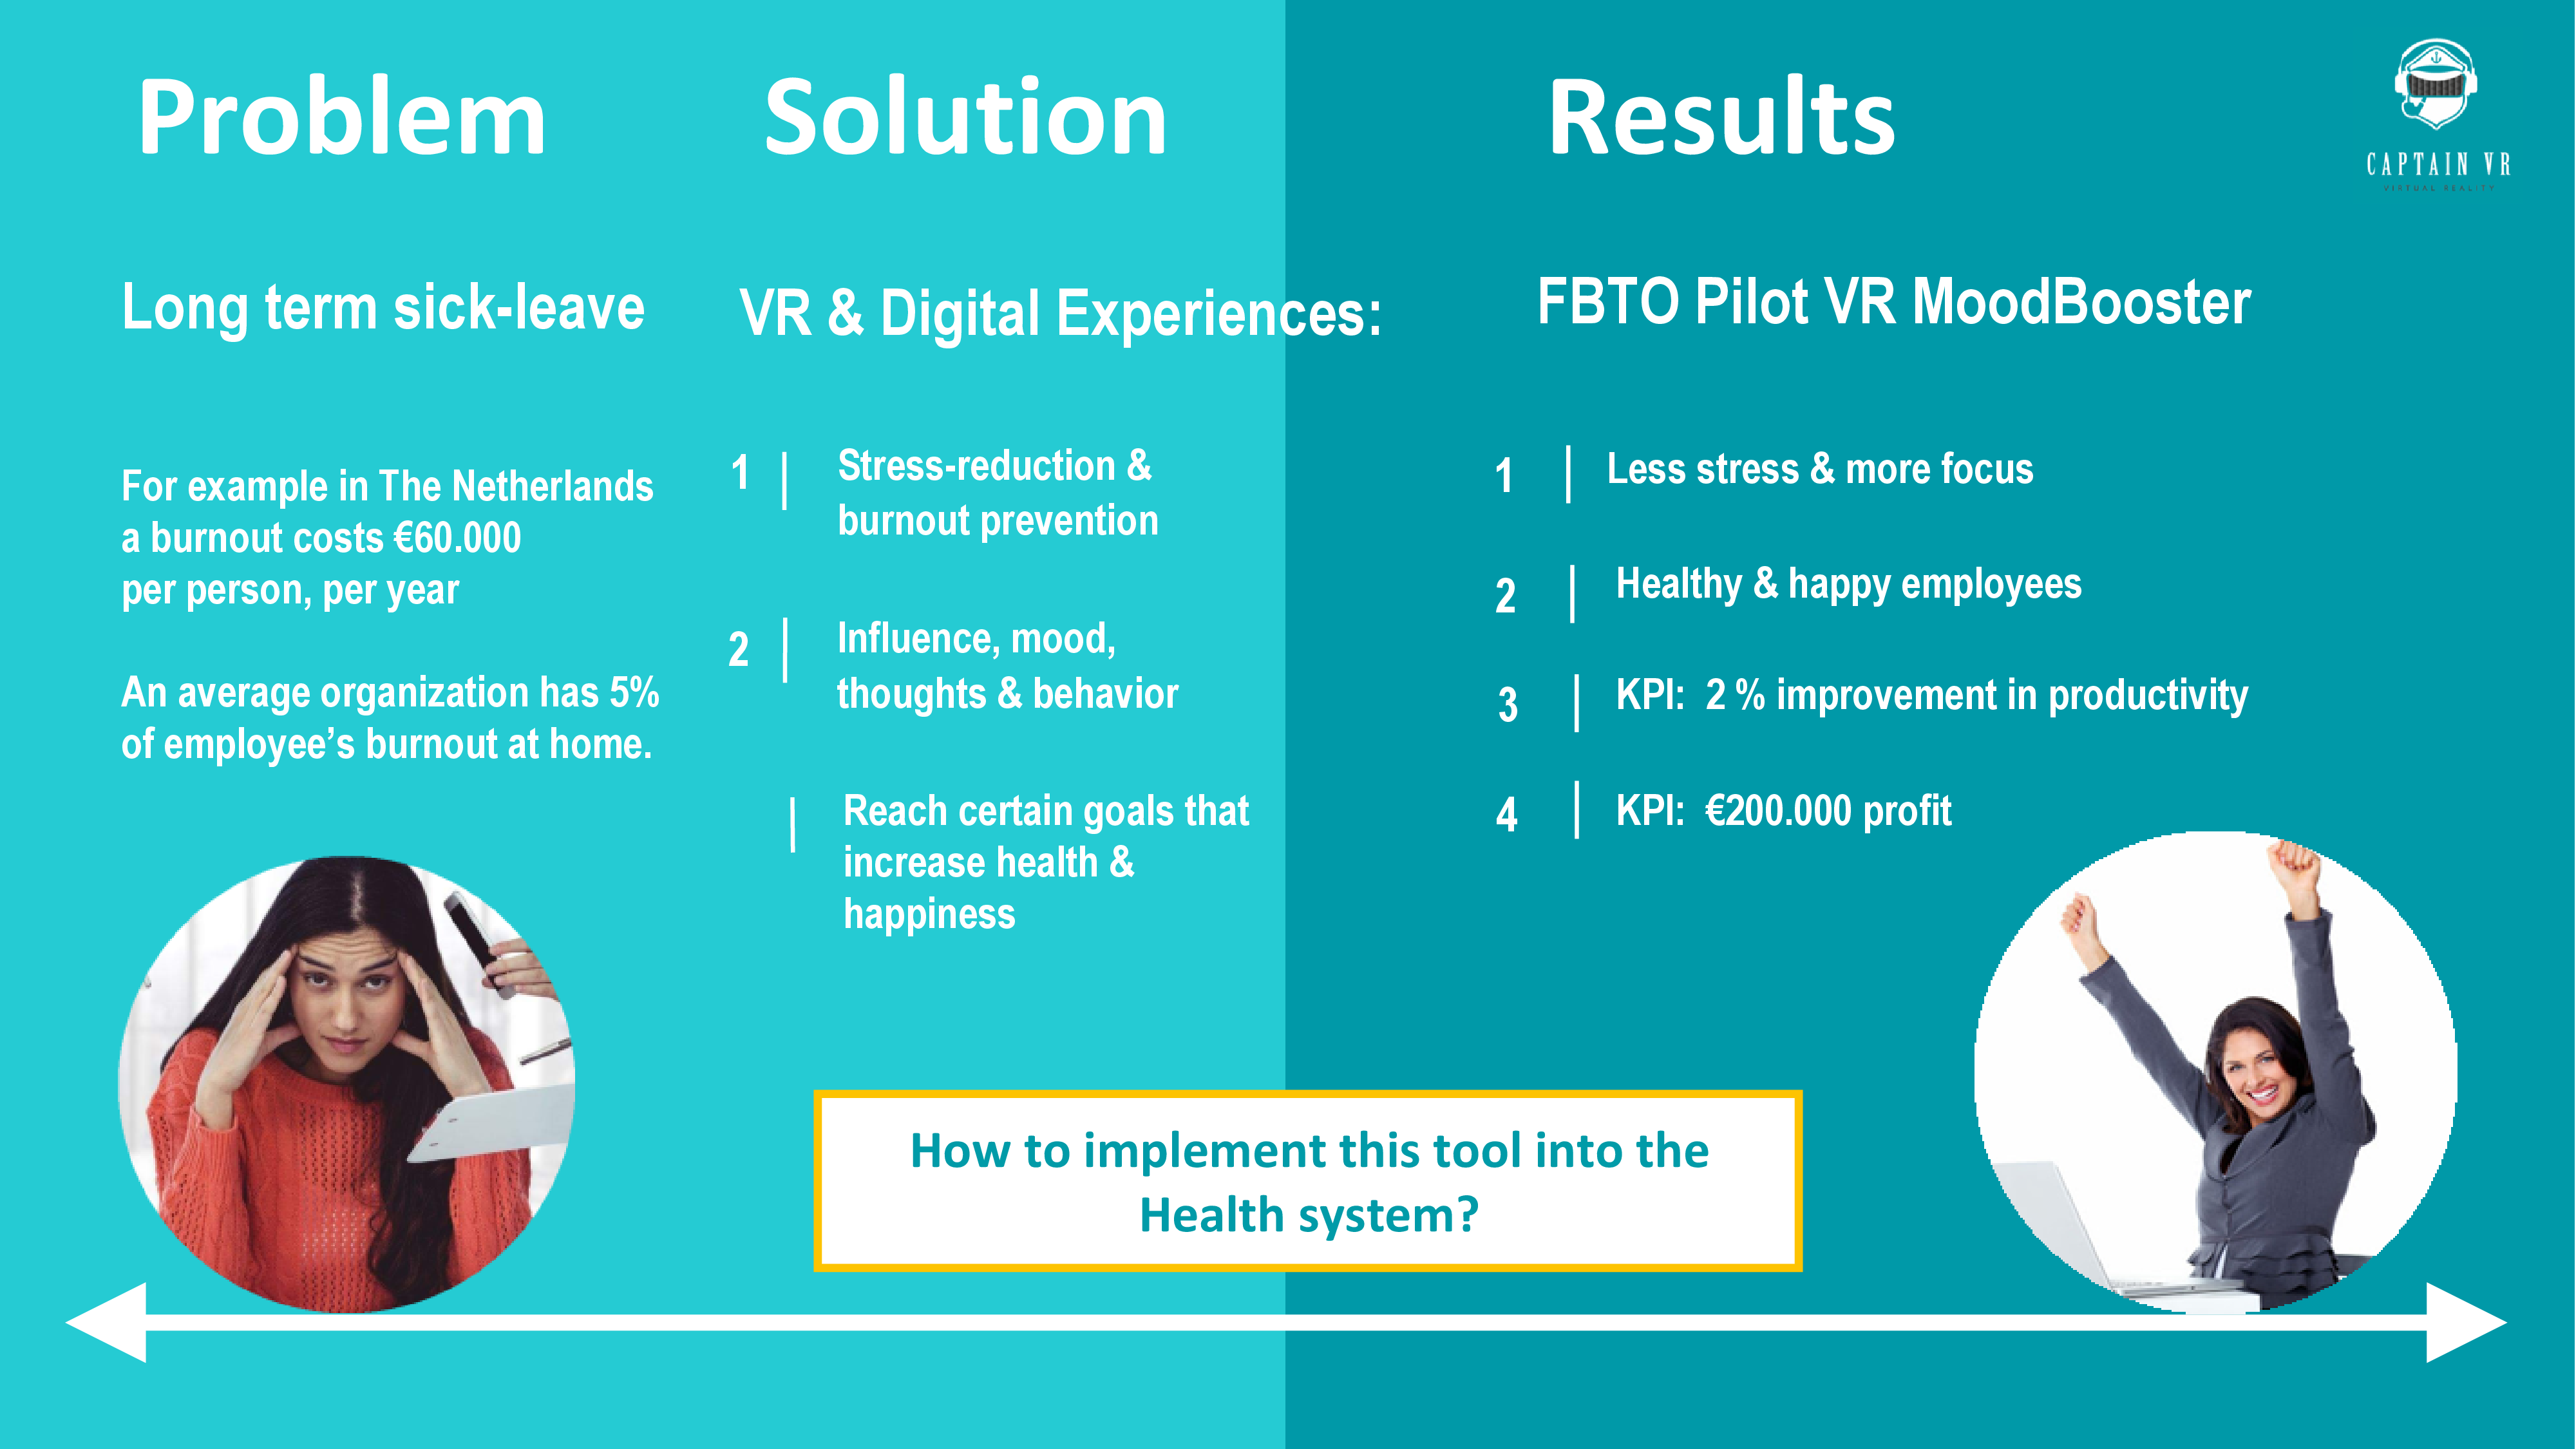 Problem
Solution
Results
CAPTAIN VR
VIRTUAL REALITY
Long term sick-leave
For example in The Netherlands
a burnout costs €60.000
per person, per year
An average organization has 5%
of employee’s burnout at home.
VR & Digital Experiences:
1 Stress-reduction &
burnout prevention
2 Influence, mood,
thoughts & behavior
Reach certain goals that
increase health &
happiness
FBTO Pilot VR MoodBooster
1 Less stress & more focus
2 Healthy & happy employees
3 KPI: 2 % improvement in productivity
4 KPI: €200.000 profit
How to implement this tool into the
Health system?